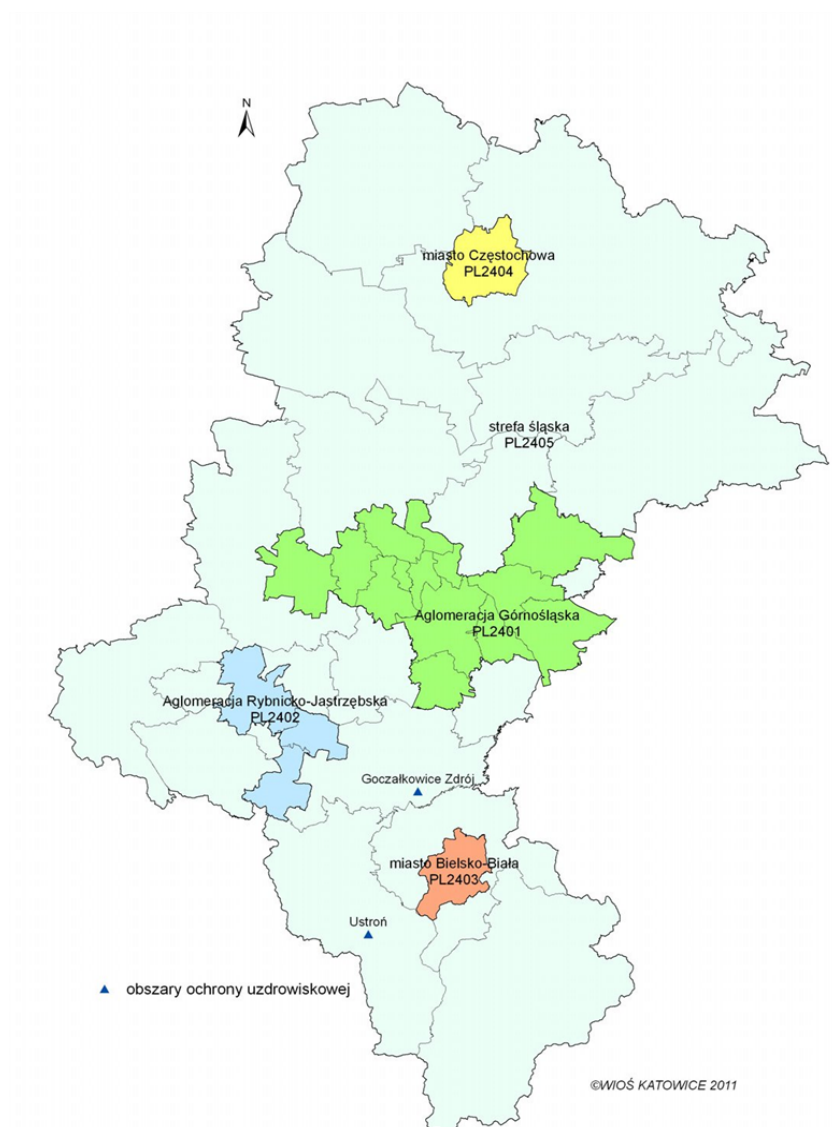 N
miasto Częstochowa
PL2404
strefa śląska
PL2405
Aglomeracja Górnośląska
PL2401
Aglomeracja Rybnicko-Jastrzębska
PL2402
Goczałkowice Zdrój
miasto Bielsko-Biała
PL2403
Ustroń
obszary ochrony uzdrowiskowej
©WIOŚ KATOWICE 2011